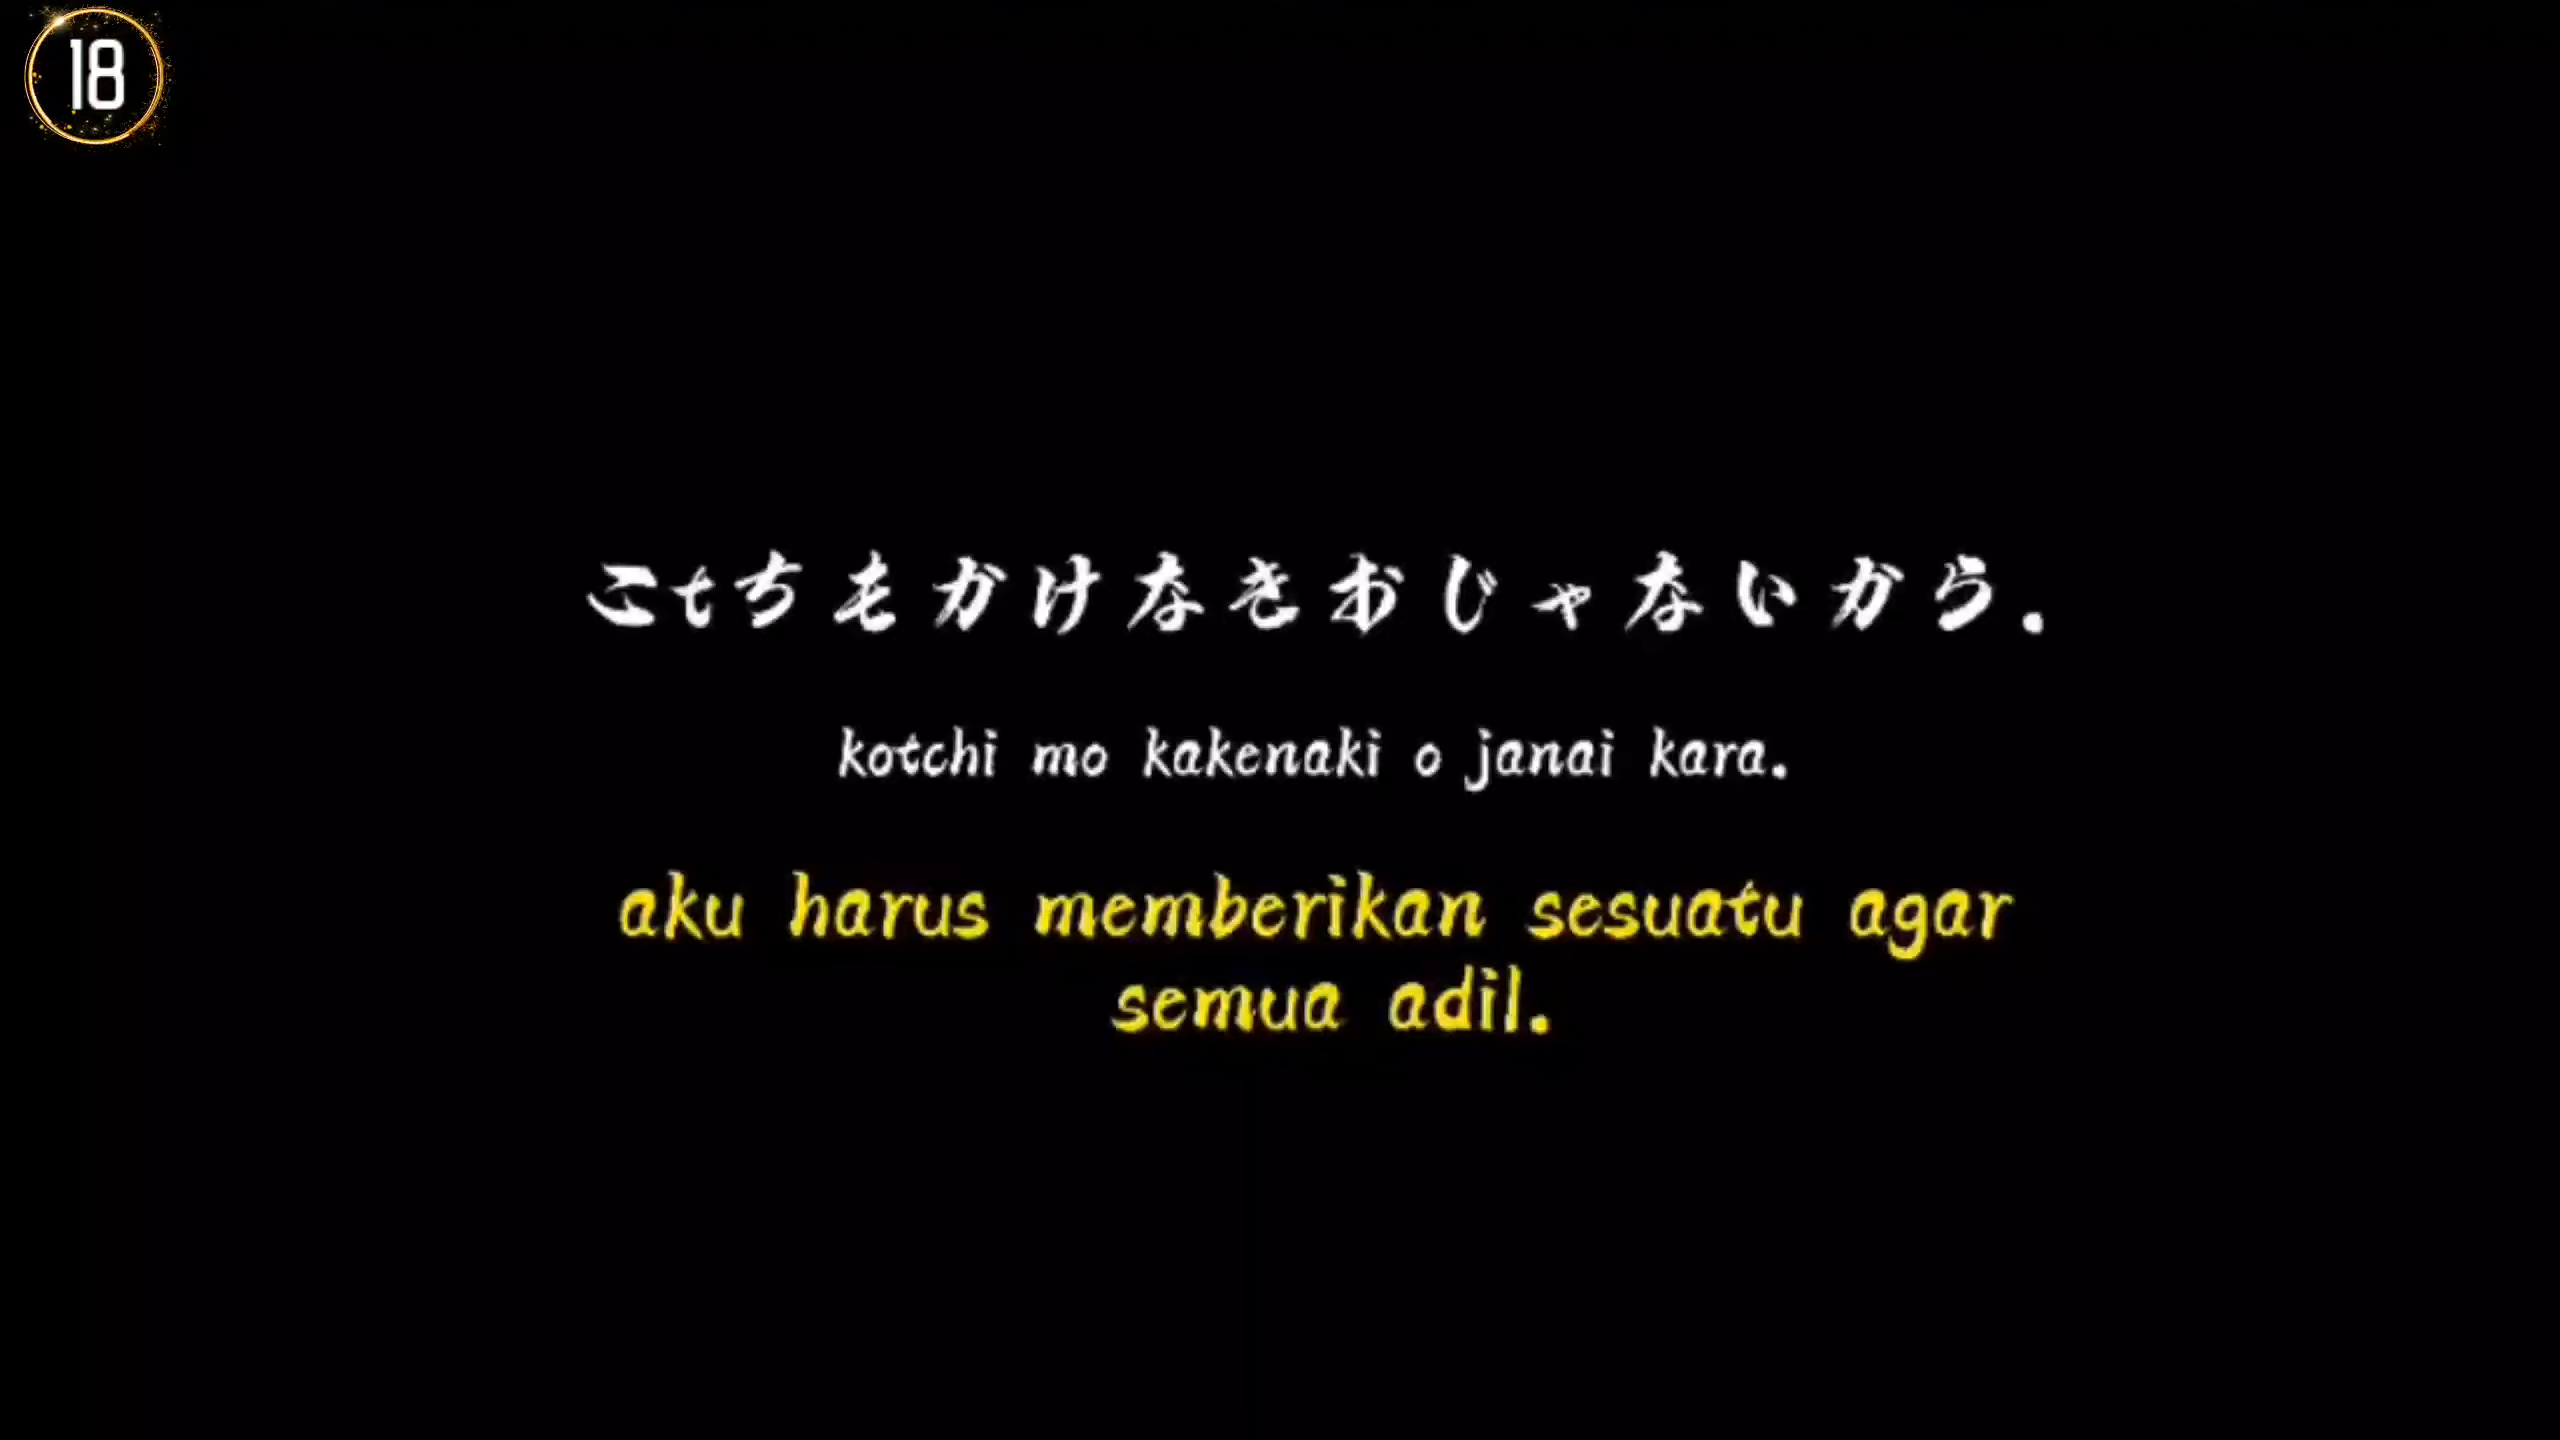 18
こtちもかけなきおじゃないから.
kotchi mo kakenaki o janai kara.
aku harus memberikan sesuatu agar
semua adil.